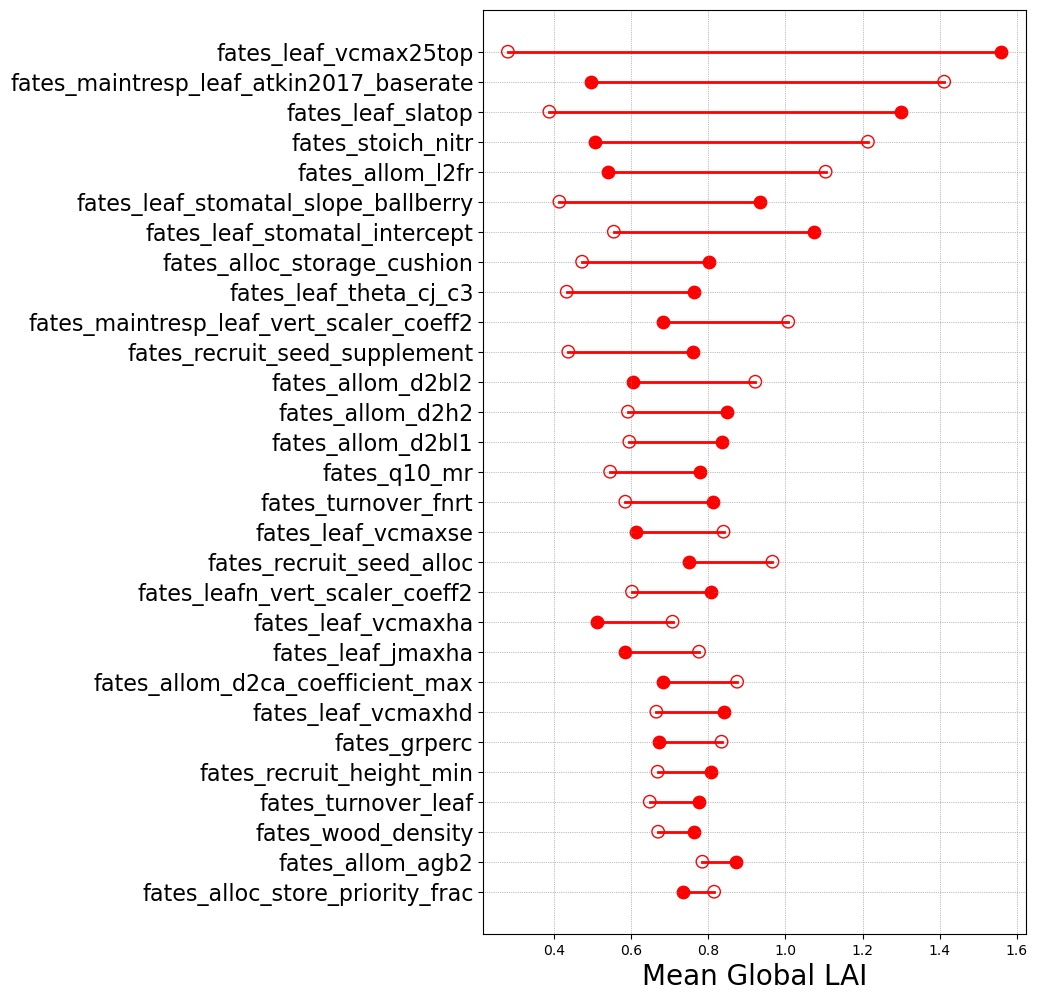 fates_leaf_vcmax25top
fates_maintresp_leaf_atkin2017_baserate
fates_leaf_slatop
fates_stoich_nitr
fates_allom_l2fr
fates_leaf_stomatal_slope_ballberry
fates_leaf_stomatal_intercept
fates_alloc_storage_cushion
fates_leaf_theta_cj_c3
fates_maintresp_leaf_vert_scaler_coeff2
fates_recruit_seed_supplement
fates_allom_d2bl2
fates_allom_d2h2
fates_allom_d2bl1
fates_q10_mr
fates_turnover_fnrt
fates_leaf_vcmaxse
fates_recruit_seed_alloc
fates_leafn_vert_scaler_coeff2
fates_leaf_vcmaxha
fates_leaf_jmaxha
fates_allom_d2ca_coefficient_max
fates_leaf_vcmaxhd
fates_grperc
fates_recruit_height_min
fates_turnover_leaf
fates_wood_density
fates_allom_agb2
fates_alloc_store_priority_frac
0.4 0.6 0.8 1.0 1.2 1.4 1.6
Mean Global LAI